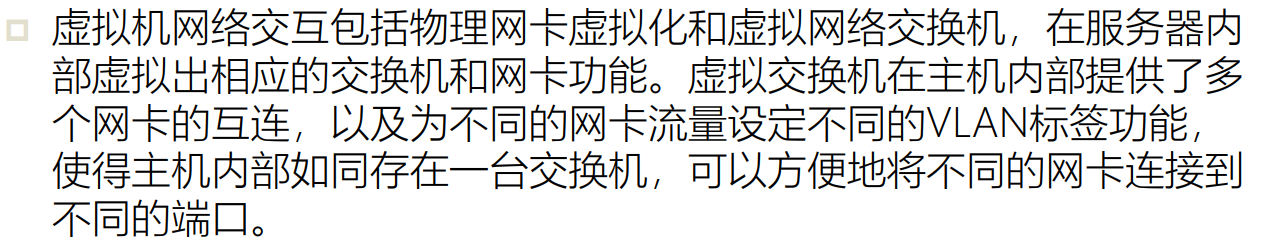 虚拟机网络交互包括物理网卡虚拟化和虚拟网络交换机，在服务器内
部虚拟出相应的交换机和网卡功能。虚拟交换机在主机内部提供了多
个网卡的互连，以及为不同的网卡流量设定不同的VLAN标签功能，
使得主机内部如同存在一台交换机，可以方便地将不同的网卡连接到
不同的端口。